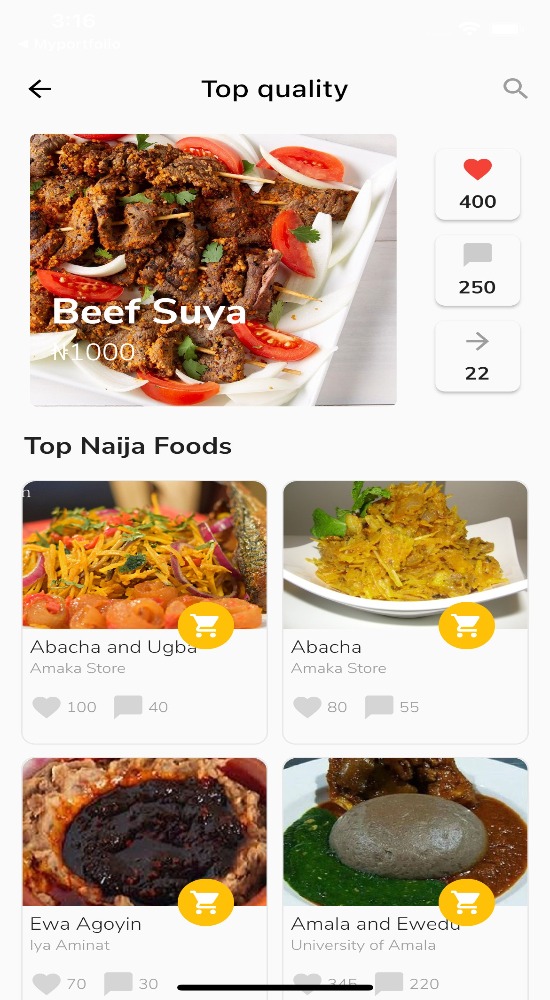 3:16
Myportfolio
Top quality
400
250
22
Beef Suya
₦1000
Top Naija Foods
n
Abacha and Ugba
Amaka Store
100 40
Abacha
Amaka Store
80 55
Ewa Agoyin
Iya Aminat
70 30
Amala and Ewedu
University of Amala
345 220